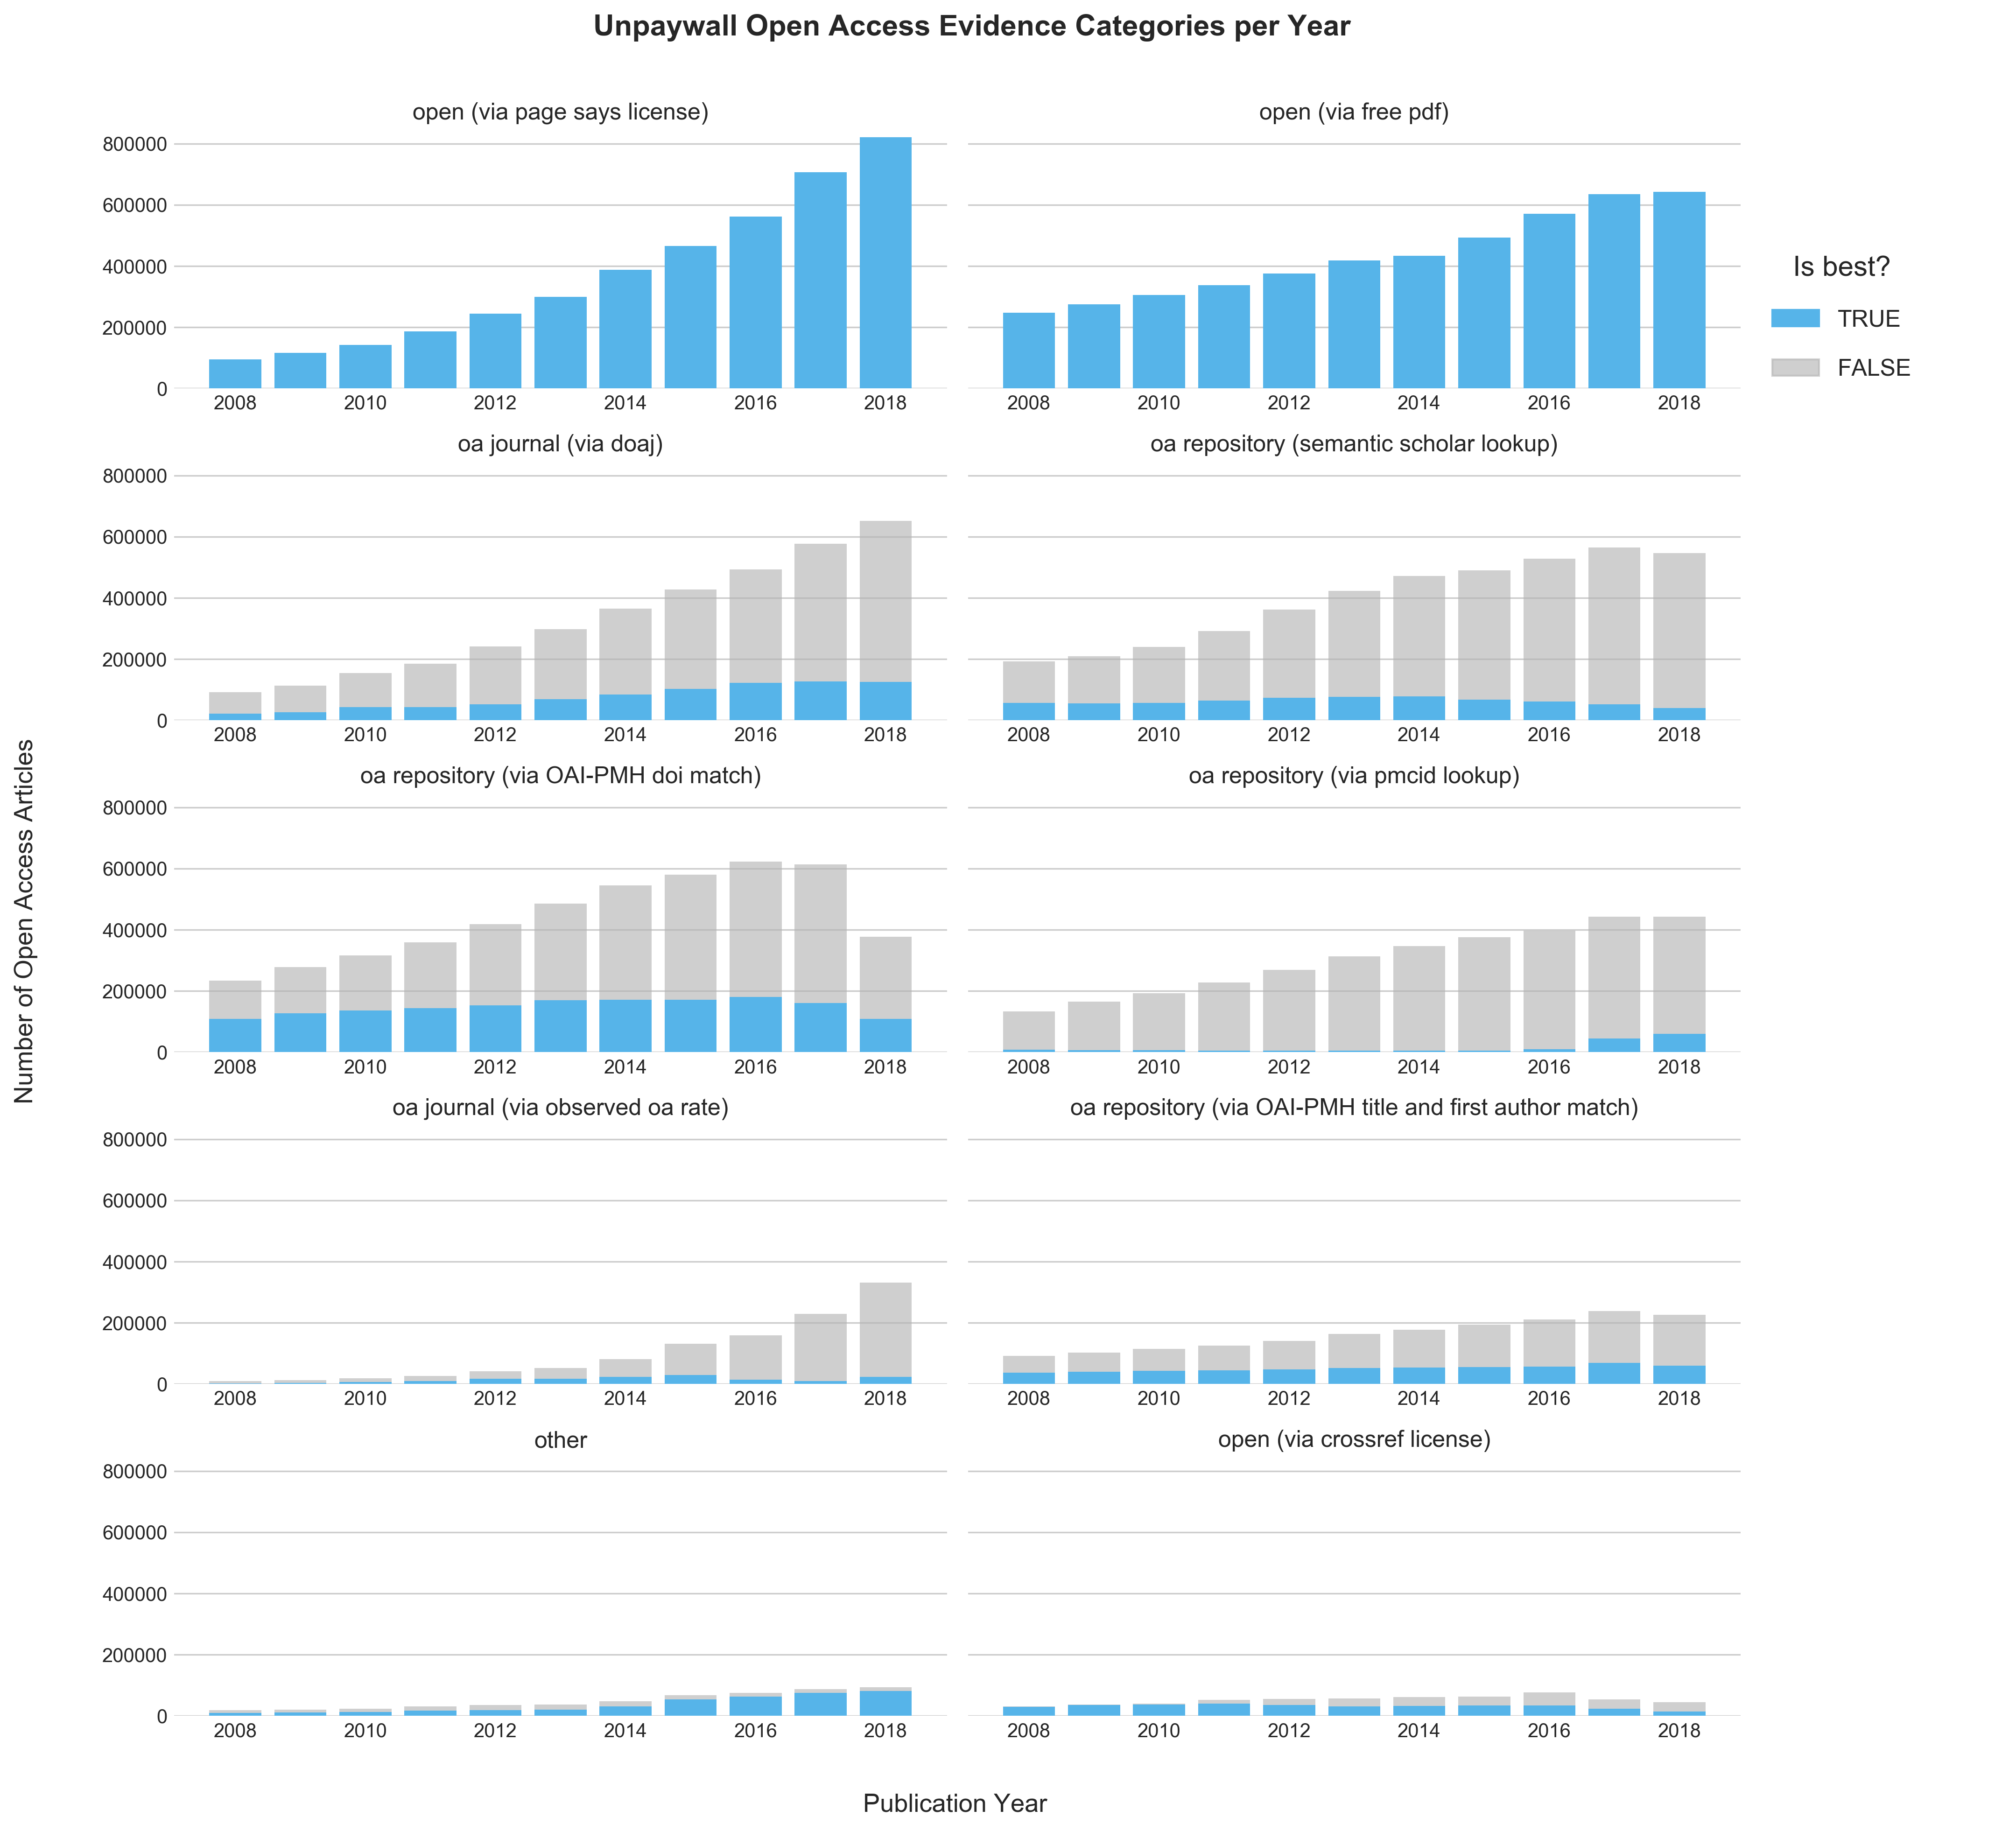 Unpaywall Open Access Evidence Categories per Year
open (via page says license)
open (via free pdf)
800000
600000
400000
200000
0
2008 2010 2012 2014 2016 2018
2008 2010 2012 2014 2016 2018
Is best?
TRUE
FALSE
oa journal (via doaj)
oa repository (semantic scholar lookup)
800000
600000
400000
200000
0
2008 2010 2012 2014 2016 2018
2008 2010 2012 2014 2016 2018
oa repository (via OAI-PMH doi match)
oa repository (via pmcid lookup)
800000
600000
400000
200000
0
2008 2010 2012 2014 2016 2018
2008 2010 2012 2014 2016 2018
oa journal (via observed oa rate)
oa repository (via OAI-PMH title and first author match)
800000
600000
400000
200000
0
2008 2010 2012 2014 2016 2018
2008 2010 2012 2014 2016 2018
other
open (via crossref license)
800000
600000
400000
200000
0
2008 2010 2012 2014 2016 2018
2008 2010 2012 2014 2016 2018
Number of Open Access Articles
Publication Year